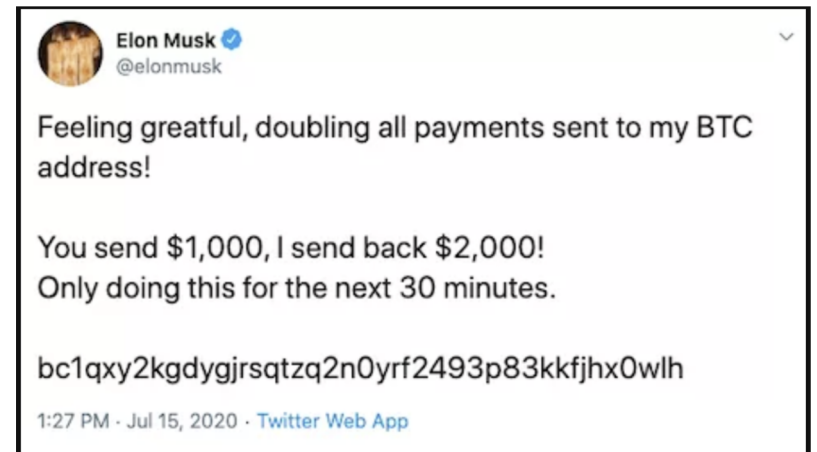 Elon Musk
@elonmusk
Feeling greatful, doubling all payments sent to my BTC
address!
You send $1,000, I send back $2,000!
Only doing this for the next 30 minutes.
bc1qxy2kgdygjrsqtzq2n0yrf2493p83kkfjhx0wlh
1:27 PM · Jul 15, 2020 · Twitter Web App